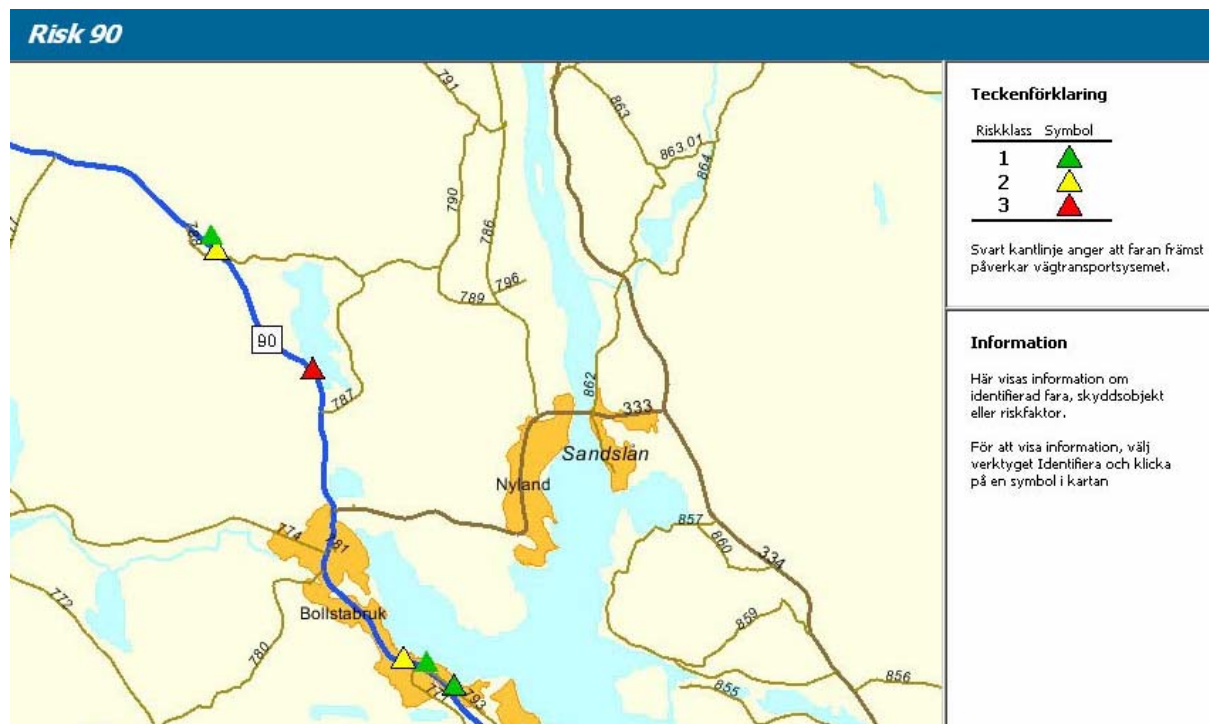 Risk 90
791
863
863.01
864
790
786
788
796
789
90
787
862
333
Sandslån
Nyland
857
860
334
774
781
772
Bollstabruk
780
859
856
855
793
Teckenförklaring
Riskklass Symbol
1
2
3
Svart kantlinje anger att faran främst
påverkar vägtransportsysemet.
Information
Här visas information om
identifierad fara, skyddsobjekt
eller riskfaktor.
För att visa information, välj
verktyget Identifiera och klicka
på en symbol i kartan